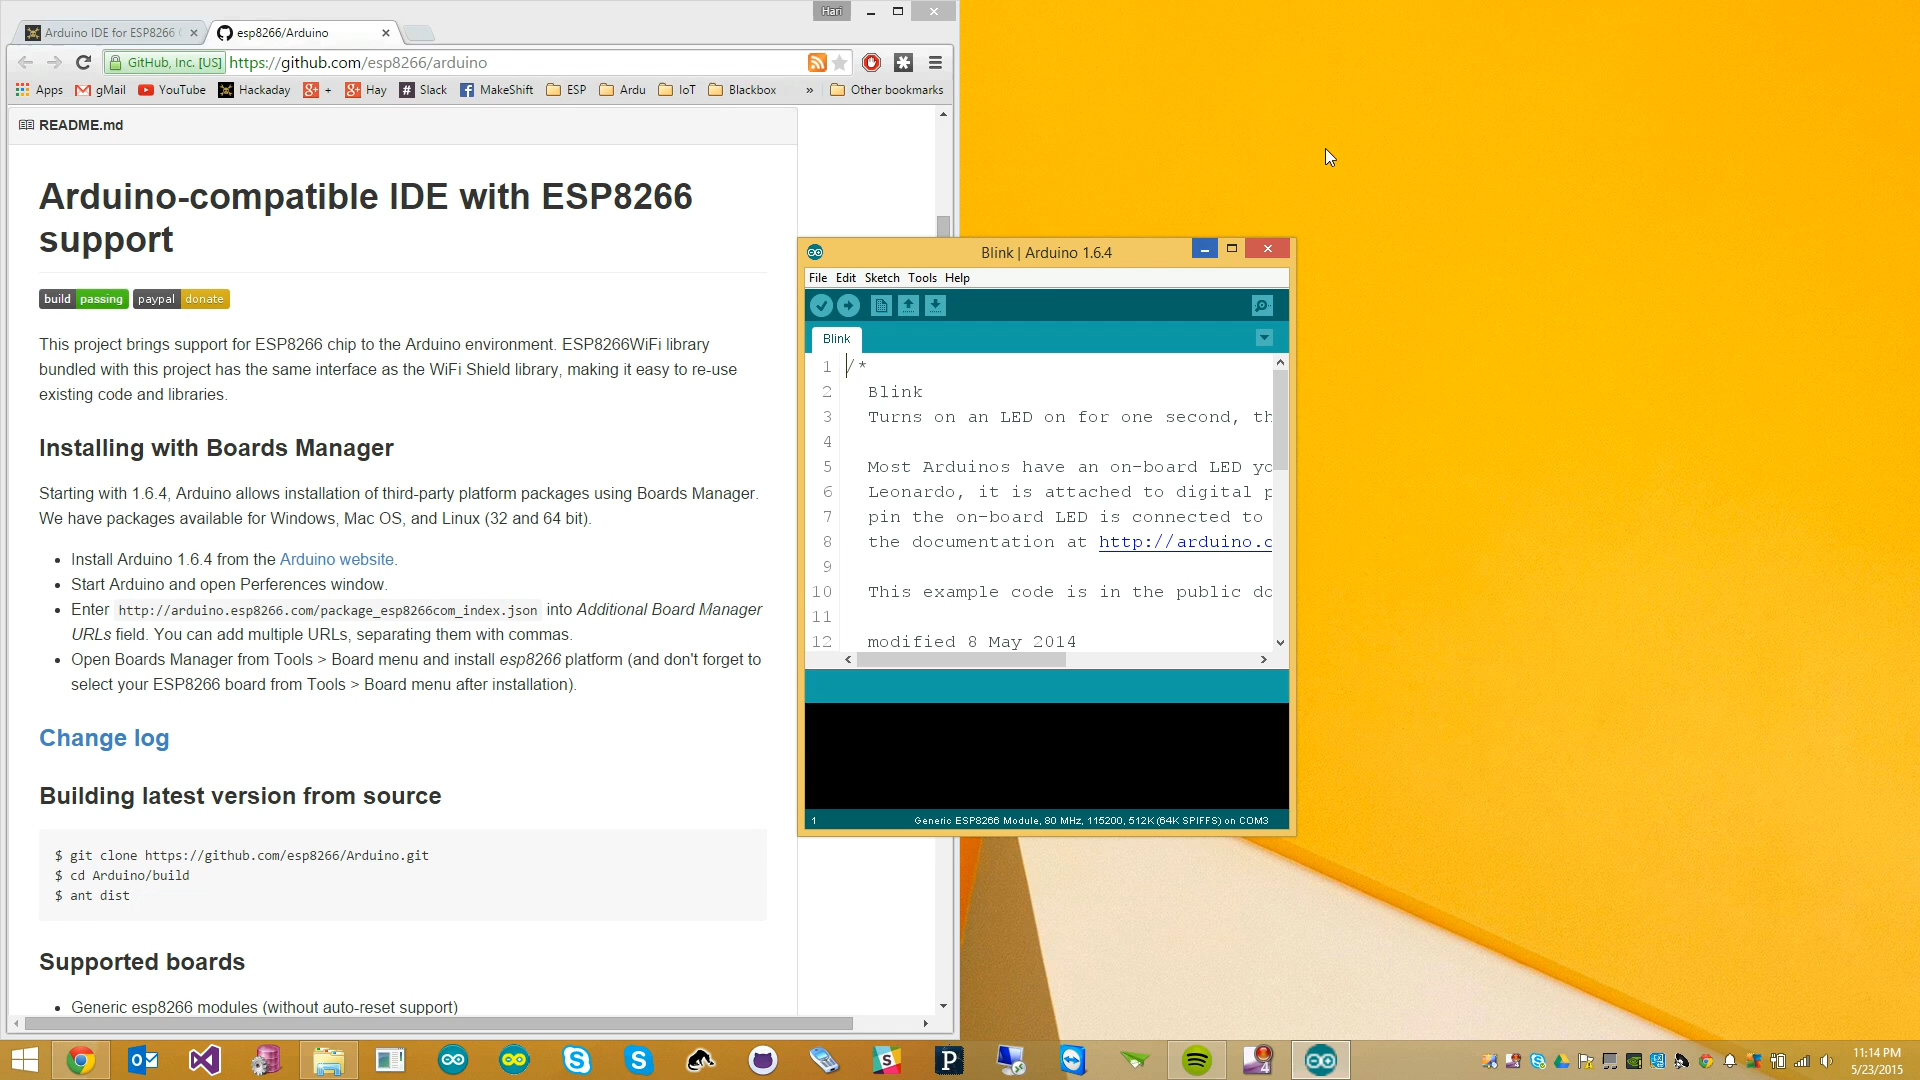 Hari
Arduino IDE for ESP8266
esp8266/Arduino
GitHub, Inc. [US]
https://github.com/esp8266/arduino
Apps
gMail
YouTube
Hackaday
+
Hay
Slack
MakeShift
ESP
Ardu
IoT
Blackbox
»
Other bookmarks
README.md
Arduino-compatible IDE with ESP8266
support
build passing
paypal donate
This project brings support for ESP8266 chip to the Arduino environment. ESP8266WiFi library
bundled with this project has the same interface as the WiFi Shield library, making it easy to re-use
existing code and libraries.
Installing with Boards Manager
Starting with 1.6.4, Arduino allows installation of third-party platform packages using Boards Manager.
We have packages available for Windows, Mac OS, and Linux (32 and 64 bit).
• Install Arduino 1.6.4 from the Arduino website.
• Start Arduino and open Perferences window.
• Enter http://arduino.esp8266.com/package_esp8266com_index.json into Additional Board Manager
URLs field. You can add multiple URLs, separating them with commas.
• Open Boards Manager from Tools > Board menu and install esp8266 platform (and don't forget to
select your ESP8266 board from Tools > Board menu after installation).
Change log
Building latest version from source
$ git clone https://github.com/esp8266/Arduino.git
$ cd Arduino/build
$ ant dist
Supported boards
• Generic esp8266 modules (without auto-reset support)
Blink | Arduino 1.6.4
File Edit Sketch Tools Help
Blink
1 /*
2 Blink
3 Turns on an LED on for one second, th
4
5 Most Arduinos have an on-board LED yo
6 Leonardo, it is attached to digital p
7 pin the on-board LED is connected to
8 the documentation at http://arduino.c
9
10 This example code is in the public do
11
12 modified 8 May 2014
1
Generic ESP8266 Module, 80 MHz, 115200, 512K (64K SPIFFS) on COM3
11:14 PM
5/23/2015